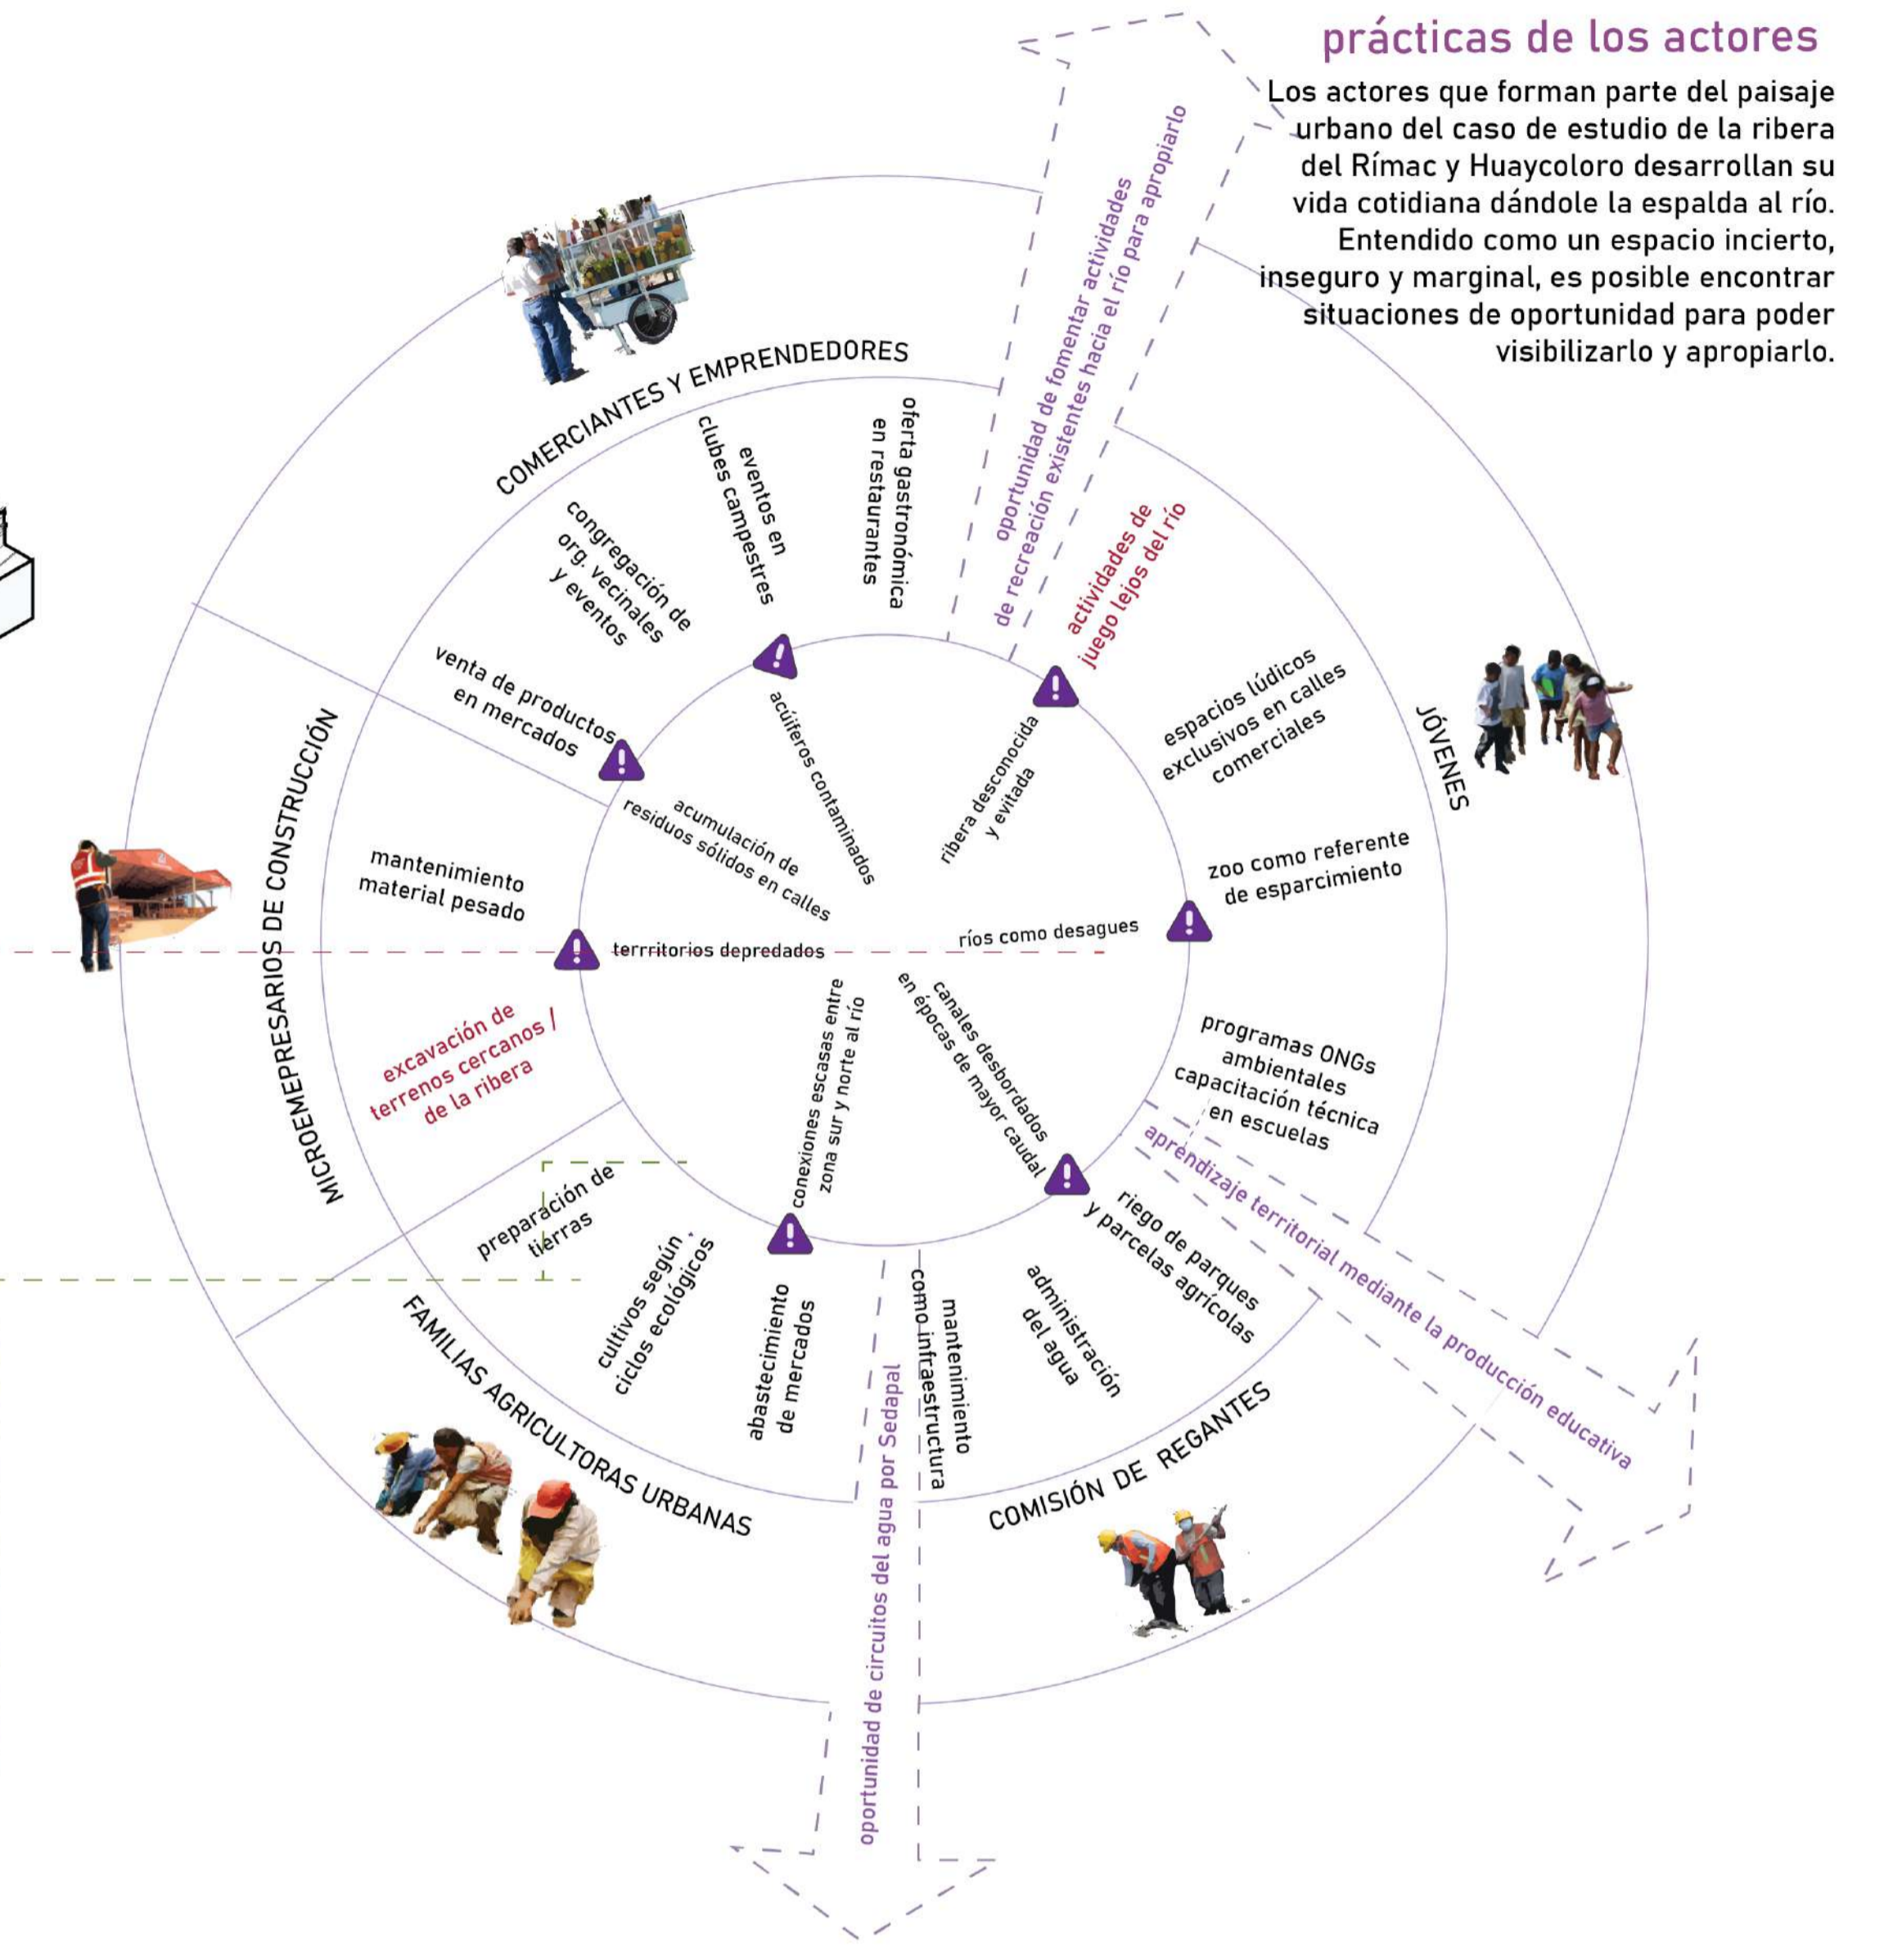 prácticas de los actores
Los actores que forman parte del paisaje
urbano del caso de estudio de la ribera
del Rímac y Huaycoloro desarrollan su
vida cotidiana dándole la espalda al río.
Entendido como un espacio incierto,
inseguro y marginal, es posible encontrar
situaciones de oportunidad para poder
visibilizarlo y apropiarlo.
oportunidad de fomentar actividades
de recreación existentes hacia el río para apropiarlo
COMERCIANTES Y EMPRENDEDORES
oferta gastronómica
en restaurantes
eventos en
clubes campestres
congregación de
org. vecinales
y eventos
venta de productos
en mercados
actividades de
juego lejos del río
espacios lúdicos
exclusivos en calles
comerciales
JÓVENES
zoo como referente
de esparcimiento
programas ONGs
ambientales
capacitación técnica
en escuelas
aprendizaje territorial mediante la producción educativa
riego de parques
y parcelas agrícolas
administración
del agua
mantenimiento
como infraestructura
COMISIÓN DE REGANTES
oportunidad de circuitos del agua por Sedapal
abastecimiento
de mercados
cultivos según
ciclos ecológicos
preparación de
tierras
FAMILIAS AGRICULTORAS URBANAS
excavación de
terrenos cercanos /
de la ribera
mantenimiento
material pesado
MICROEMEPRESARIOS DE CONSTRUCCIÓN
acúiferos contaminados
ribera desconocida
y evitada
acumulación de
residuos sólidos en calles
terrritorios depredados
ríos como desagues
conexiones escasas entre
zona sur y norte al río
canales desbordados
en épocas de mayor caudal